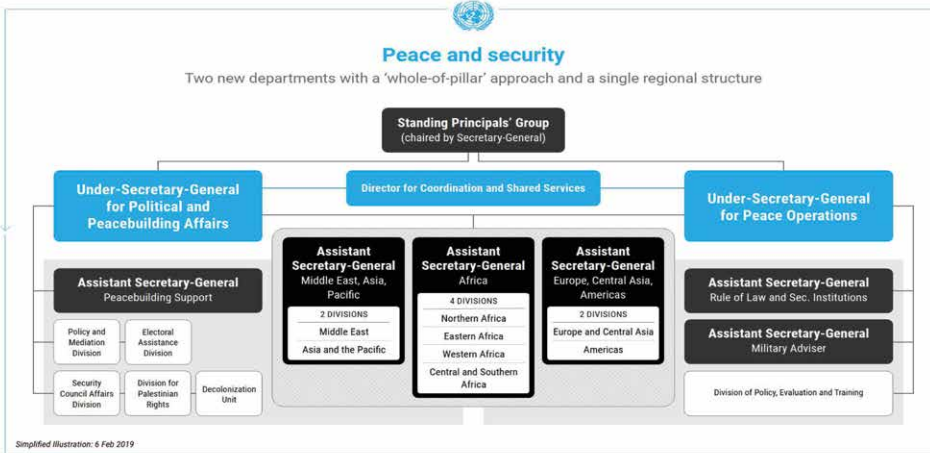 Peace and security
Two new departments with a ‘whole-of-pillar’ approach and a single regional structure
Standing Principals’ Group
(chaired by Secretary-General)
Under-Secretary-General
for Political and
Peacebuilding Affairs
Director for Coordination and Shared Services
Under-Secretary-General
for Peace Operations
Assistant Secretary-General
Peacebuilding Support
Policy and
Mediation
Division
Electoral
Assistance
Division
Security
Council Affairs
Division
Division for
Palestinian
Rights
Decolonization
Unit
Assistant
Secretary-General
Middle East, Asia,
Pacific
2 DIVISIONS
Middle East
Asia and the Pacific
Assistant
Secretary-General
Africa
4 DIVISIONS
Northern Africa
Eastern Africa
Western Africa
Central and Southern
Africa
Assistant
Secretary-General
Europe, Central Asia,
Americas
2 DIVISIONS
Europe and Central Asia
Americas
Assistant Secretary-General
Rule of Law and Sec. Institutions
Assistant Secretary-General
Military Adviser
Division of Policy, Evaluation and Training
Simplified Illustration: 6 Feb 2019